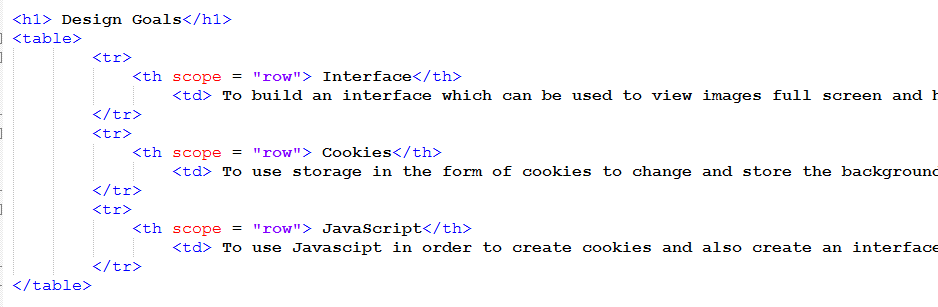 <h1> Design Goals</h1>
<table>
<tr>
<th scope = "row"> Interface</th>
<td> To build an interface which can be used to view images full screen and
</tr>
<tr>
<th scope = "row"> Cookies</th>
<td> To use storage in the form of cookies to change and store the background
</tr>
<tr>
<th scope = "row"> JavaScript</th>
<td> To use Javascipt in order to create cookies and also create an interface
</tr>
</table>